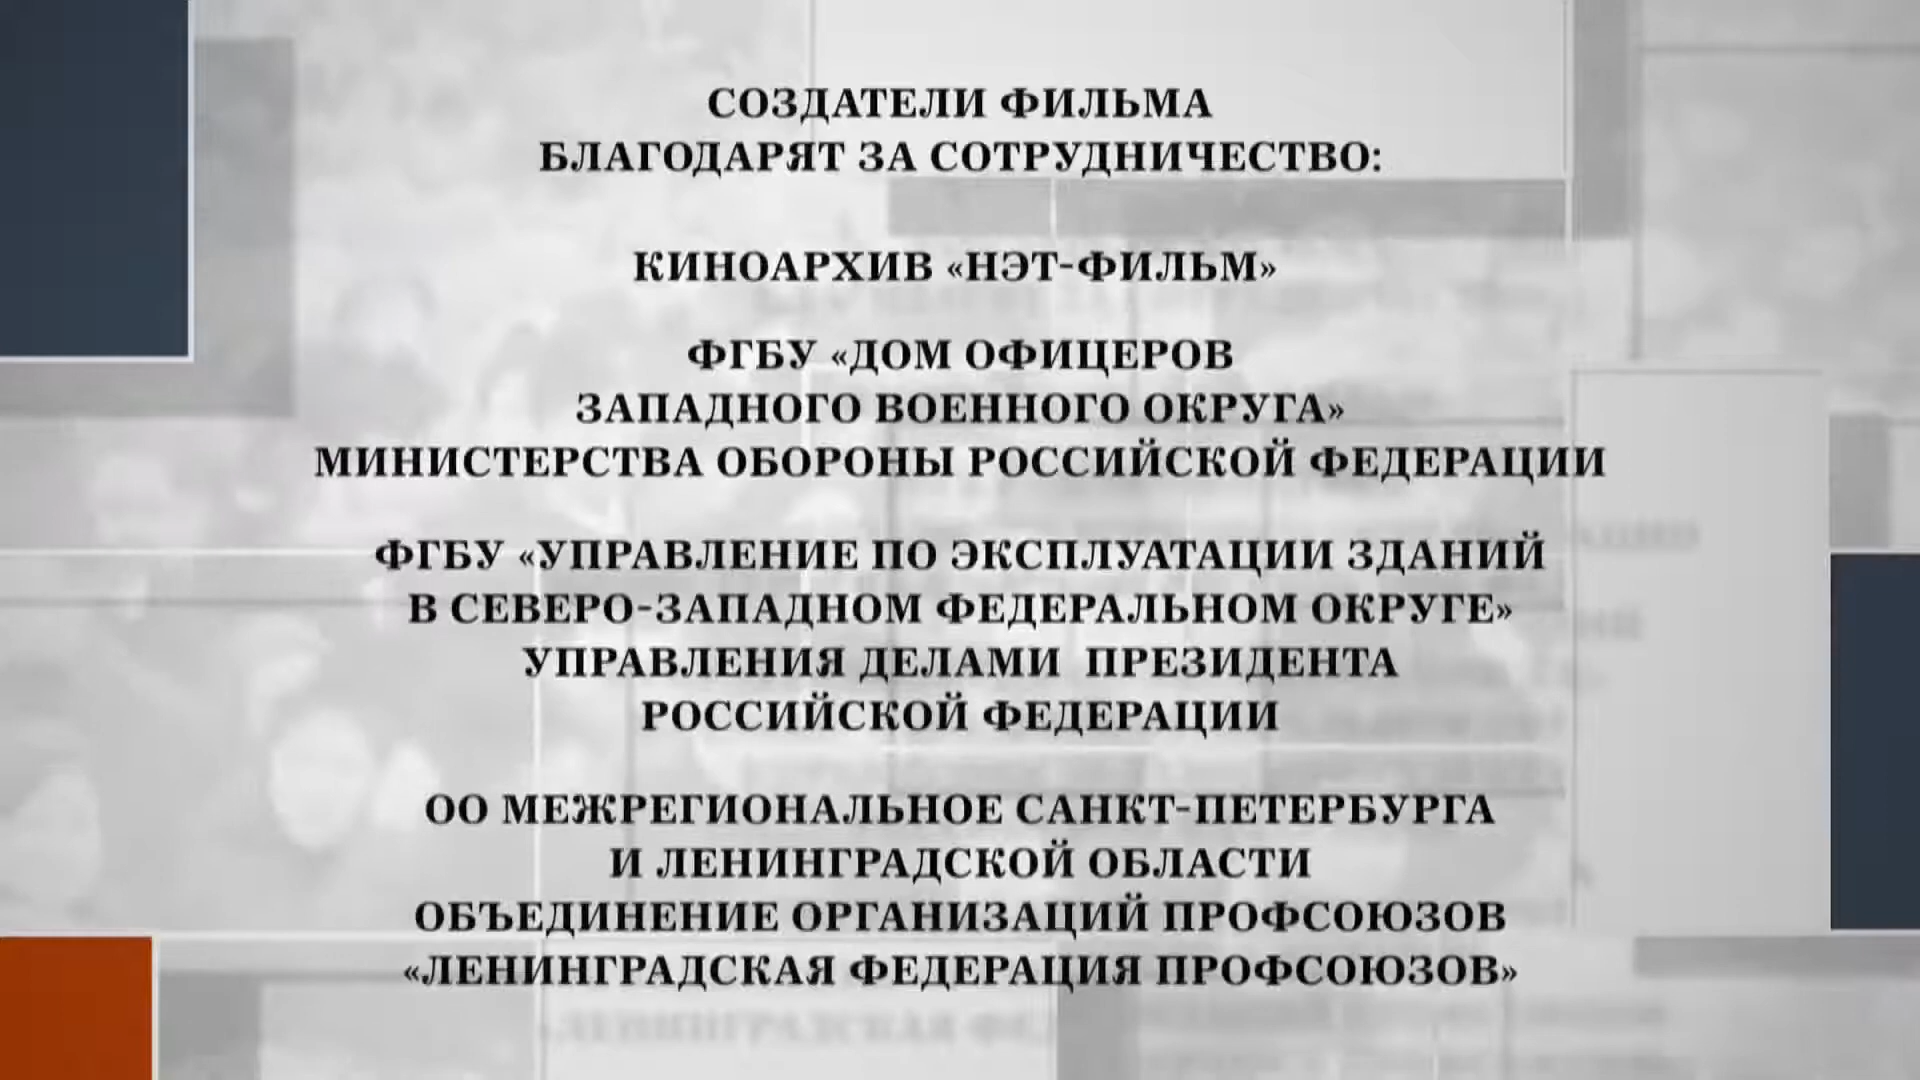 СОЗДАТЕЛИ ФИЛЬМА
БЛАГОДАРЯТ ЗА СОТРУДНИЧЕСТВО:
КИНОАРХИВ «НЭТ-ФИЛЬМ»
ФГБУ «ДОМ ОФИЦЕРОВ
ЗАПАДНОГО ВОЕННОГО ОКРУГА»
МИНИСТЕРСТВА ОБОРОНЫ РОССИЙСКОЙ ФЕДЕРАЦИИ
ФГБУ «УПРАВЛЕНИЕ ПО ЭКСПЛУАТАЦИИ ЗДАНИЙ
В СЕВЕРО-ЗАПАДНОМ ФЕДЕРАЛЬНОМ ОКРУГЕ»
УПРАВЛЕНИЯ ДЕЛАМИ ПРЕЗИДЕНТА
РОССИЙСКОЙ ФЕДЕРАЦИИ
ОО МЕЖРЕГИОНАЛЬНОЕ САНКТ-ПЕТЕРБУРГА
И ЛЕНИНГРАДСКОЙ ОБЛАСТИ
ОБЪЕДИНЕНИЕ ОРГАНИЗАЦИЙ ПРОФСОЮЗОВ
«ЛЕНИНГРАДСКАЯ ФЕДЕРАЦИЯ ПРОФСОЮЗОВ»